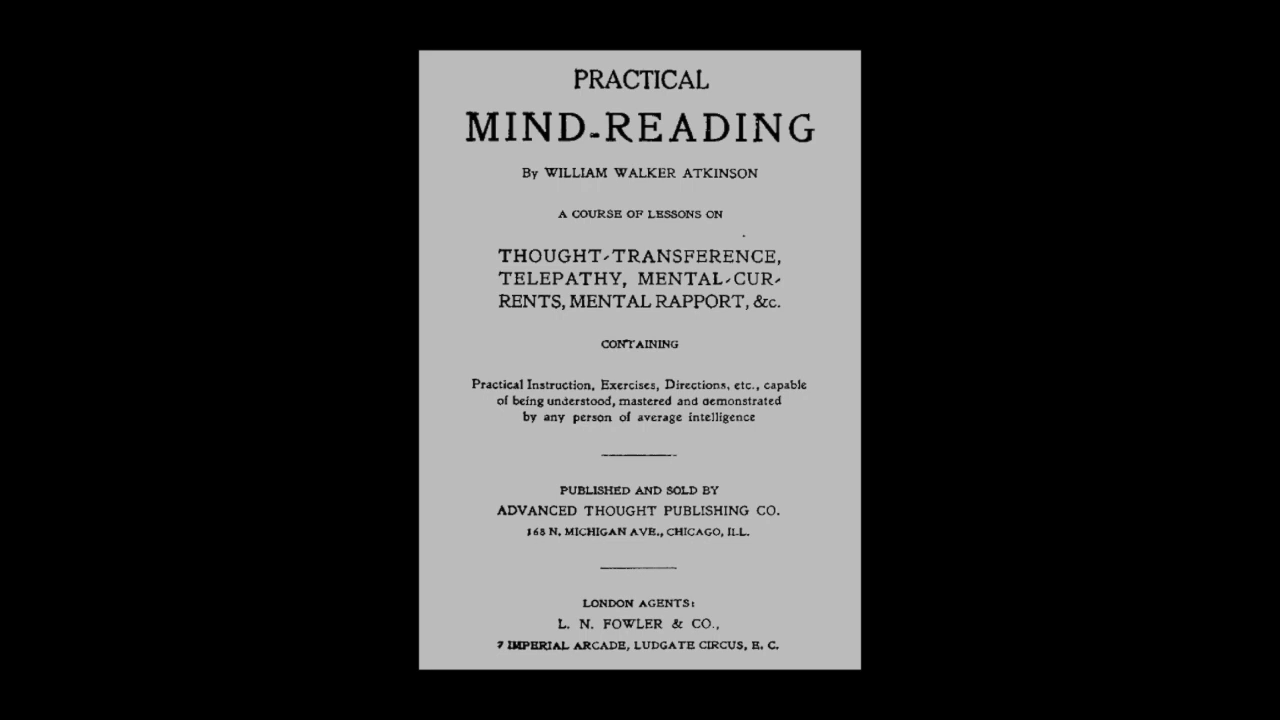 PRACTICAL
MIND-READING
By WILLIAM WALKER ATKINSON
A COURSE OF LESSONS ON
THOUGHT-TRANSFERENCE,
TELEPATHY, MENTAL-CUR-
RENTS, MENTAL RAPPORT, &c.
CONTAINING
Practical Instruction, Exercises, Directions, etc., capable
of being understood, mastered and demonstrated
by any person of average intelligence
PUBLISHED AND SOLD BY
ADVANCED THOUGHT PUBLISHING CO.
168 N. MICHIGAN AVE., CHICAGO, ILL.
LONDON AGENTS:
L. N. FOWLER & CO.,
7 IMPERIAL ARCADE, LUDGATE CIRCUS, E. C.